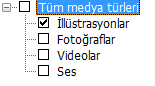 Tüm medya türleri
İllüstrasyonlar
Fotoğraflar
Videolar
Ses